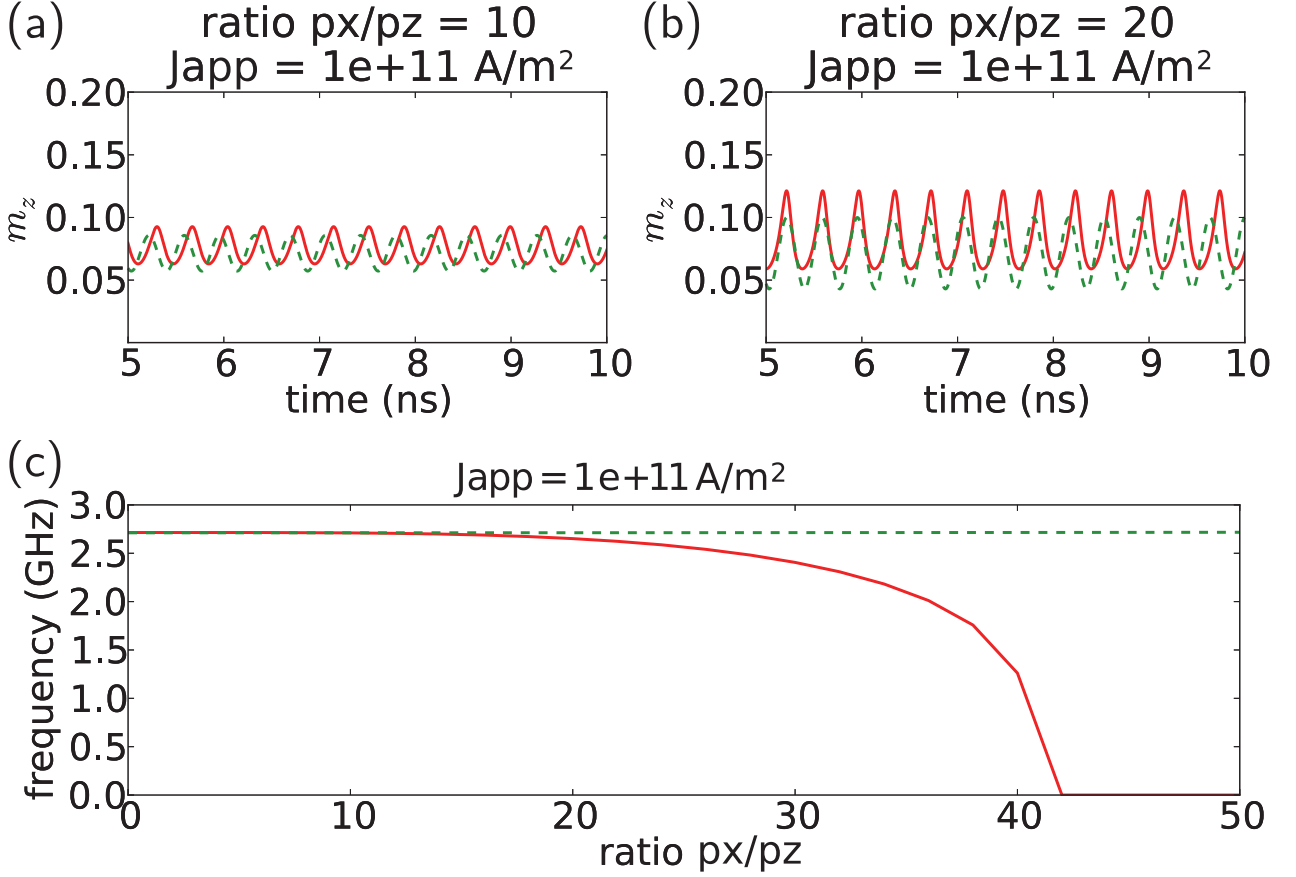 (a)
ratio px/pz = 10
Japp = 1e+11 A/m²
0.20
0.15
0.10
0.05
m_z
5 6 7 8 9 10
time (ns)
(b)
ratio px/pz = 20
Japp = 1e+11 A/m²
0.20
0.15
0.10
0.05
m_z
5 6 7 8 9 10
time (ns)
(c)
Japp=1e+11 A/m²
3.0
2.5
2.0
1.5
1.0
0.5
0.0
frequency (GHz)
0 10 20 30 40 50
ratio px/pz